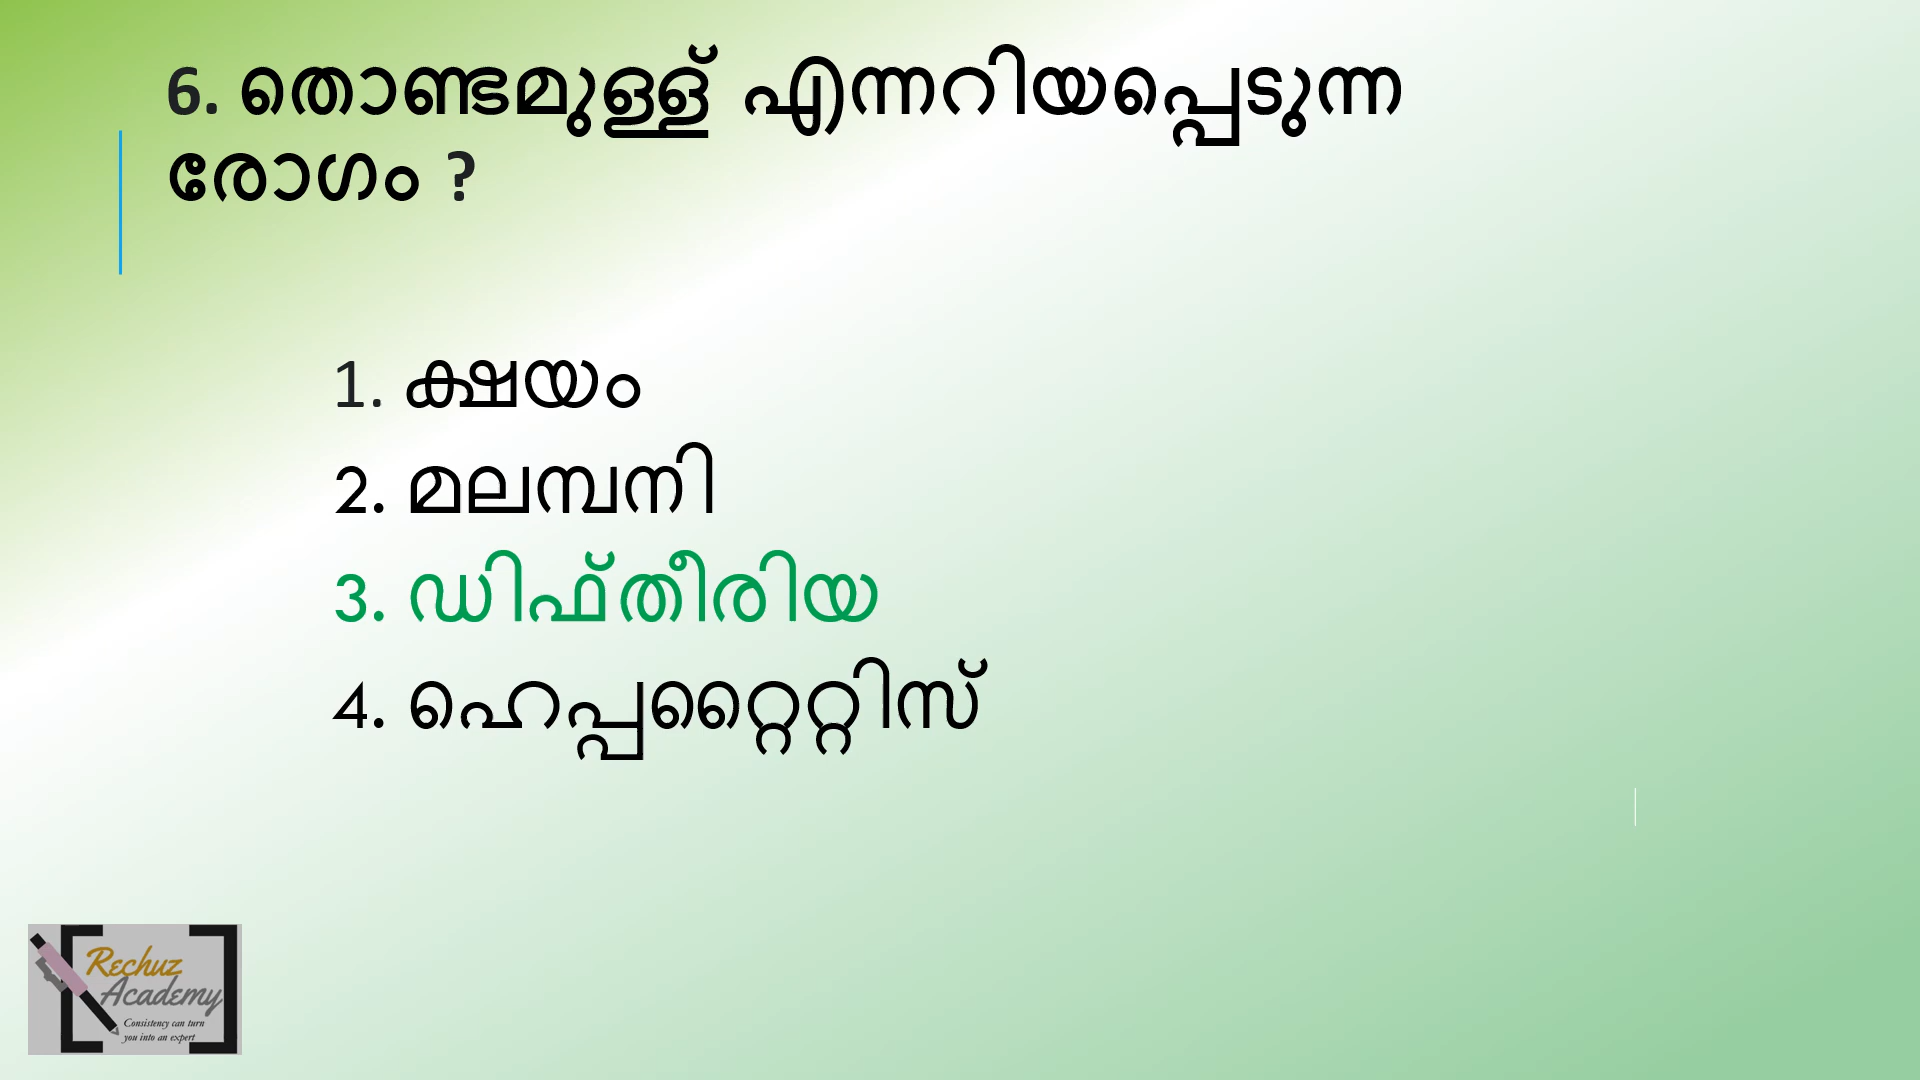 6. തൊണ്ടമുള്ള് എന്നറിയപ്പെടുന്ന
രോഗം ?
1. ക്ഷയം
2. മലമ്പനി
3. ഡിഫ്തീരിയ
4. ഹെപ്പറ്റൈറ്റിസ്
Rechuz
Academy
Consistency can turn
you into an expert